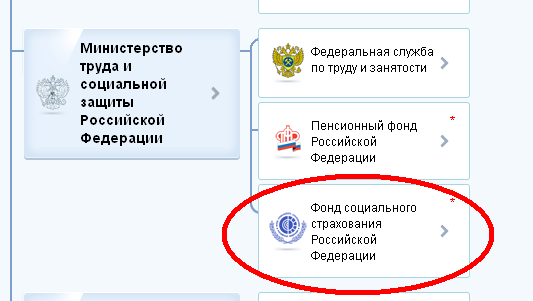 Министерство
труда и
социальной
защиты
Российской
Федерации
Федеральная служба
по труду и занятости
*
Пенсионный фонд
Российской
Федерации
*
Фонд социального
страхования
Российской
Федерации